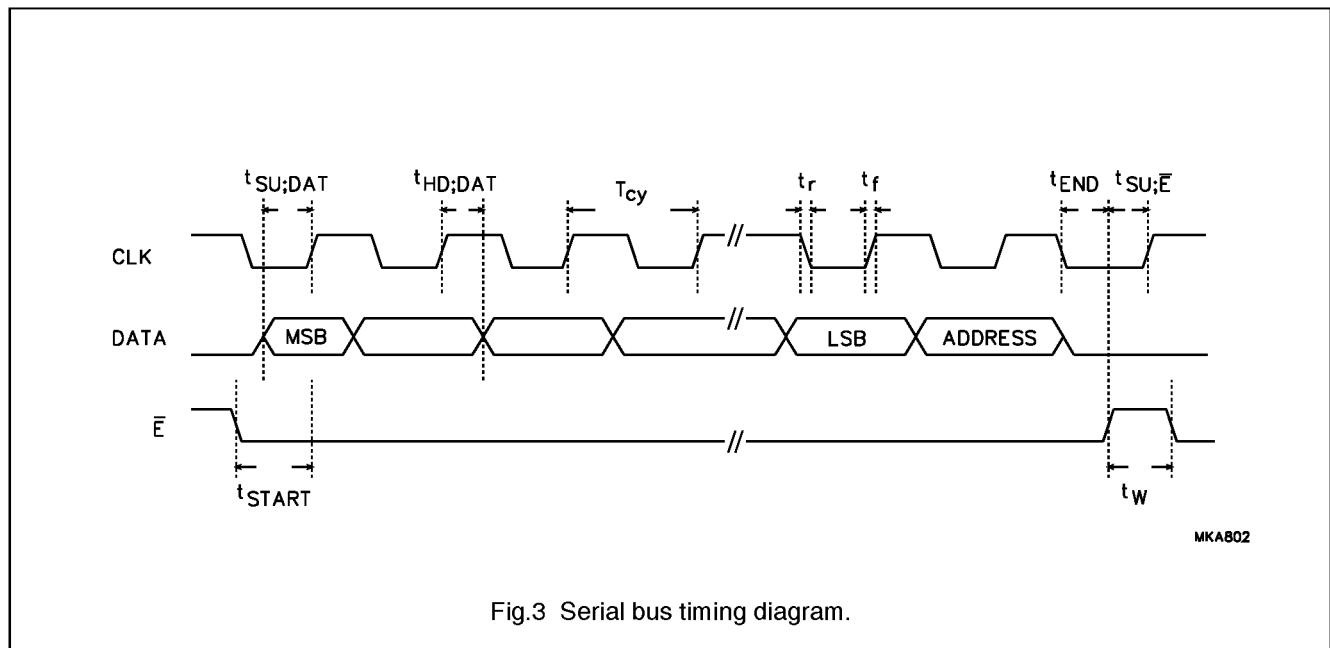 tSU;DAT tHD;DAT Tcy tr tf tEND tSU;E̅
CLK
DATA MSB LSB ADDRESS
E̅
tSTART tW
MKA802
Fig.3 Serial bus timing diagram.